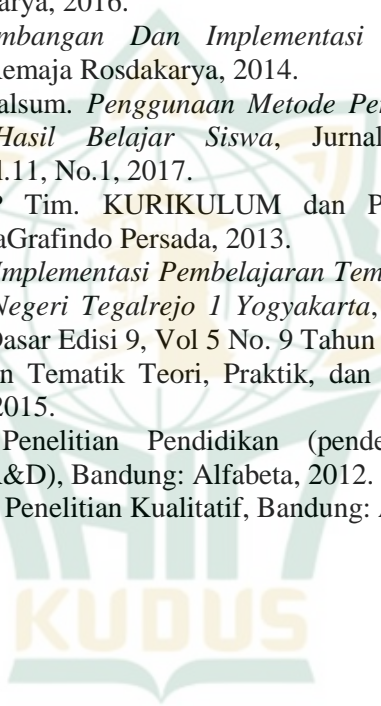 arya, 2016.
mbangan Dan Implementasi
emaja Rosdakarya, 2014.
alsum. Penggunaan Metode Per
Hasil Belajar Siswa, Jurnal
l.11, No.1, 2017.
P Tim. KURIKULUM dan P
aGrafindo Persada, 2013.
Implementasi Pembelajaran Tem
Negeri Tegalrejo 1 Yogyakarta,
Dasar Edisi 9, Vol 5 No. 9 Tahun
n Tematik Teori, Praktik, dan
2015.
Penelitian Pendidikan (pende
R&D), Bandung: Alfabeta, 2012.
Penelitian Kualitatif, Bandung: A
KUDUS